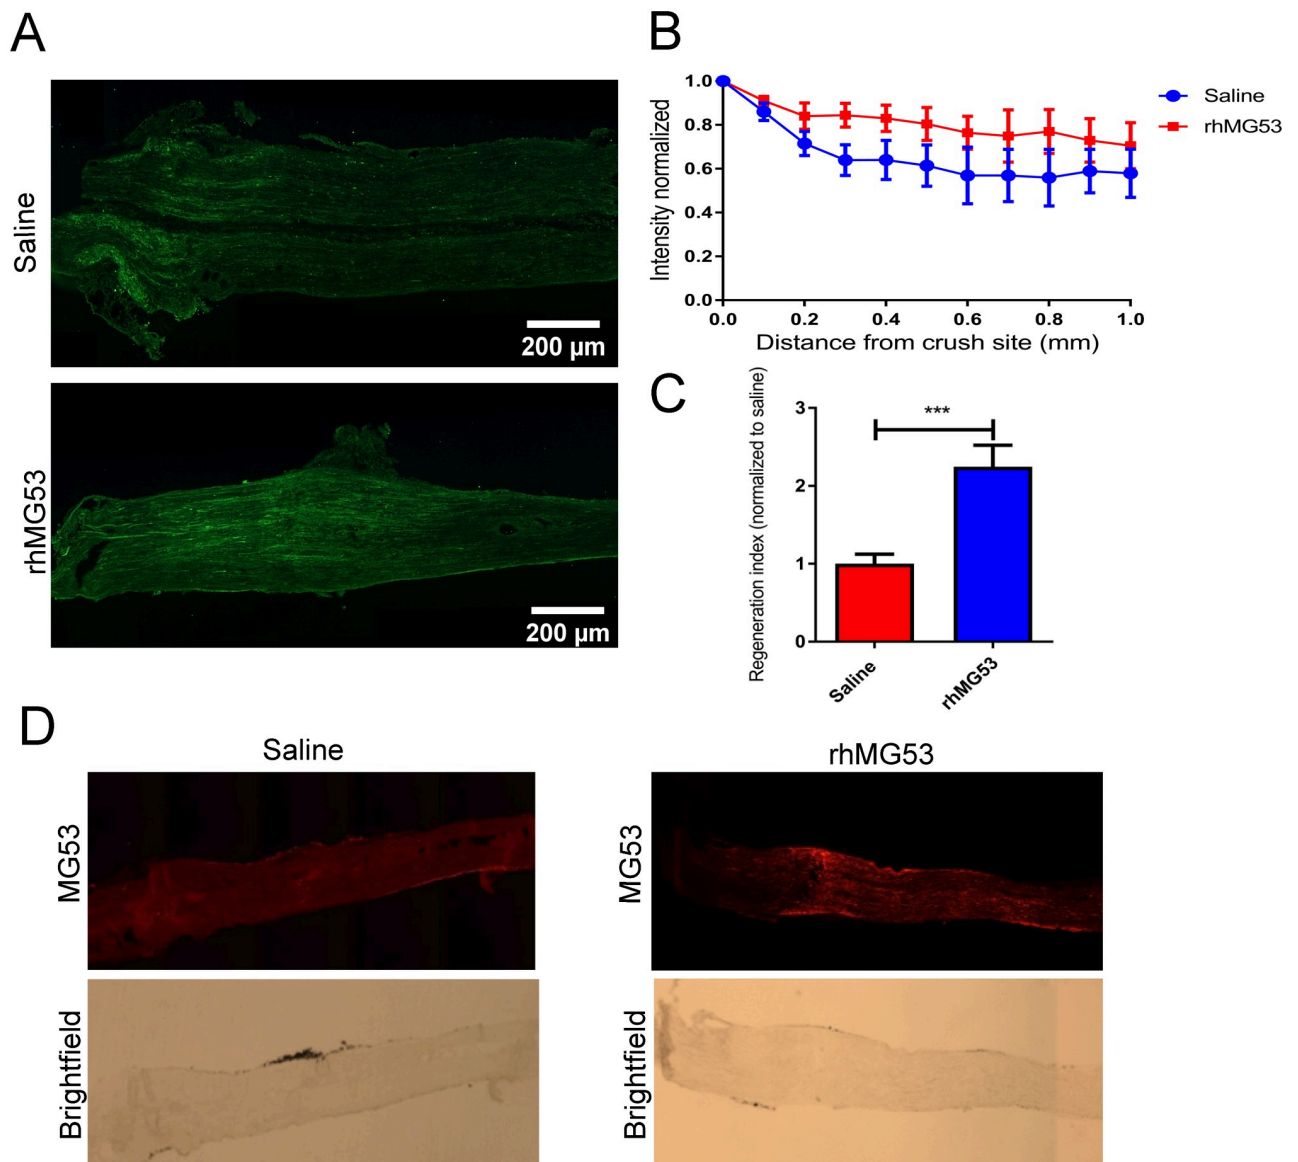 A
Saline
200 µm
rhMG53
200 µm
B
Intensity normalized
1.0
0.8
0.6
0.4
0.2
0.0
0.0 0.2 0.4 0.6 0.8 1.0
Distance from crush site (mm)
Saline
rhMG53
C
Regeneration index (normalized to saline)
3
2
1
0
***
Saline
rhMG53
D
Saline
rhMG53
MG53
MG53
Brightfield
Brightfield